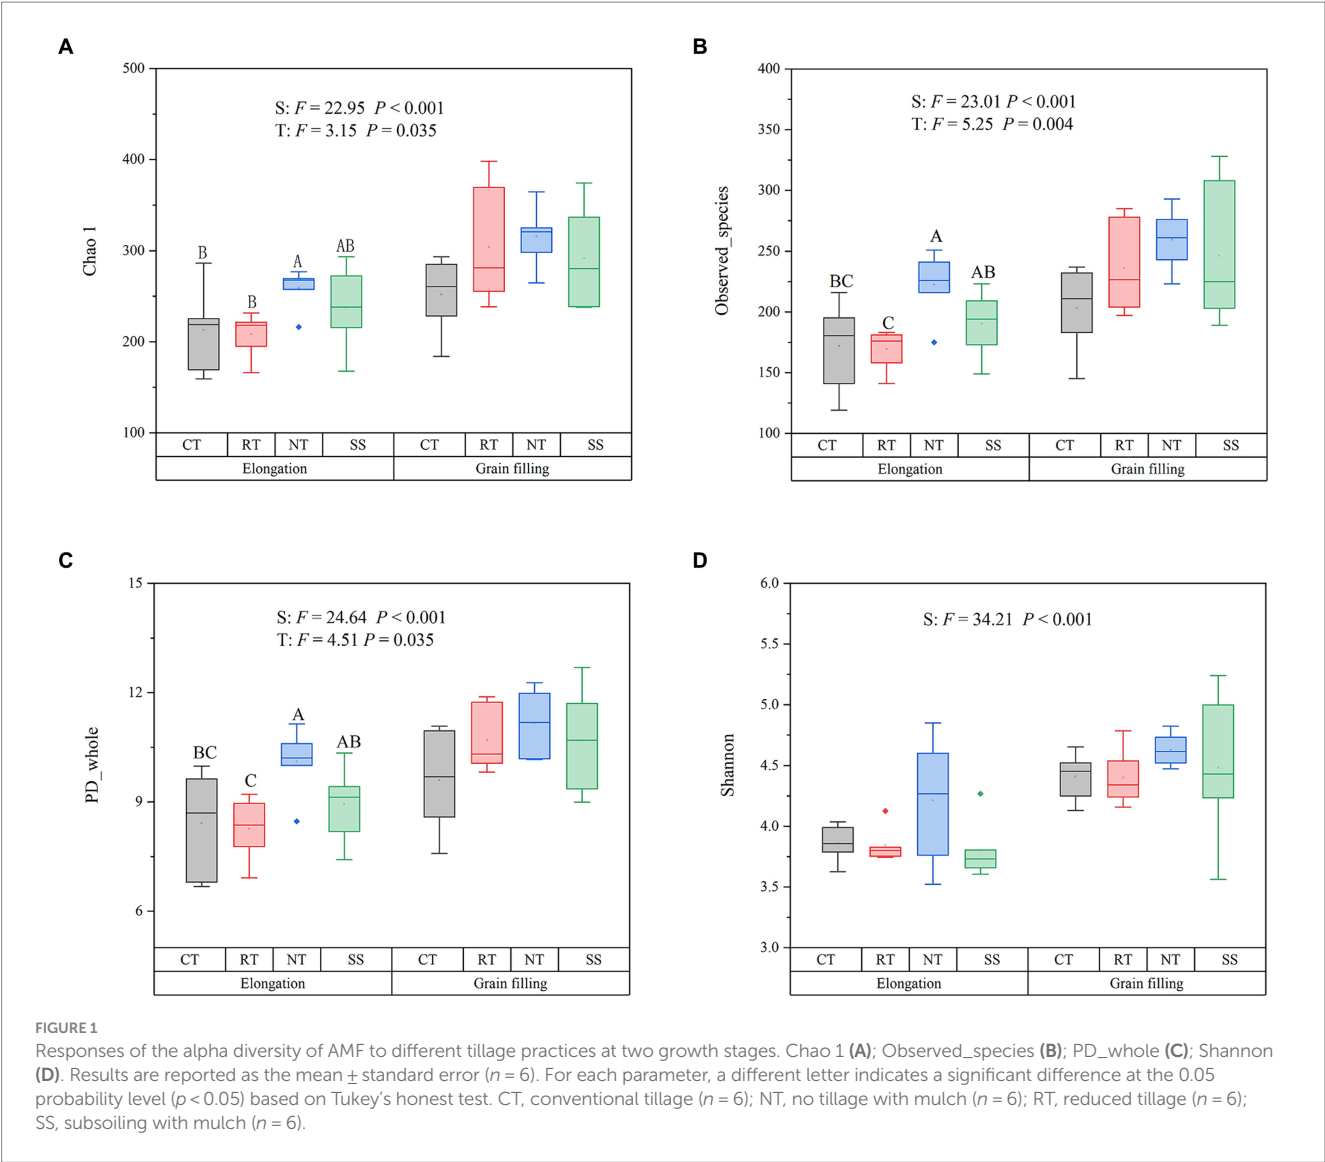 A
500
400
300
200
100
Chao 1
S: F = 22.95 P < 0.001
T: F = 3.15 P = 0.035
B
B
A
AB
CT RT NT SS CT RT NT SS
Elongation Grain filling
B
400
350
300
250
200
150
100
Observed_species
S: F = 23.01 P < 0.001
T: F = 5.25 P = 0.004
BC
C
A
AB
CT RT NT SS CT RT NT SS
Elongation Grain filling
C
15
12
9
6
PD_whole
S: F = 24.64 P < 0.001
T: F = 4.51 P = 0.035
BC
C
A
AB
CT RT NT SS CT RT NT SS
Elongation Grain filling
D
6.0
5.5
5.0
4.5
4.0
3.5
3.0
Shannon
S: F = 34.21 P < 0.001
CT RT NT SS CT RT NT SS
Elongation Grain filling
FIGURE 1
Responses of the alpha diversity of AMF to different tillage practices at two growth stages. Chao 1 (A); Observed_species (B); PD_whole (C); Shannon
(D). Results are reported as the mean ± standard error (n = 6). For each parameter, a different letter indicates a significant difference at the 0.05
probability level (p < 0.05) based on Tukey's honest test. CT, conventional tillage (n = 6); NT, no tillage with mulch (n = 6); RT, reduced tillage (n = 6);
SS, subsoiling with mulch (n = 6).